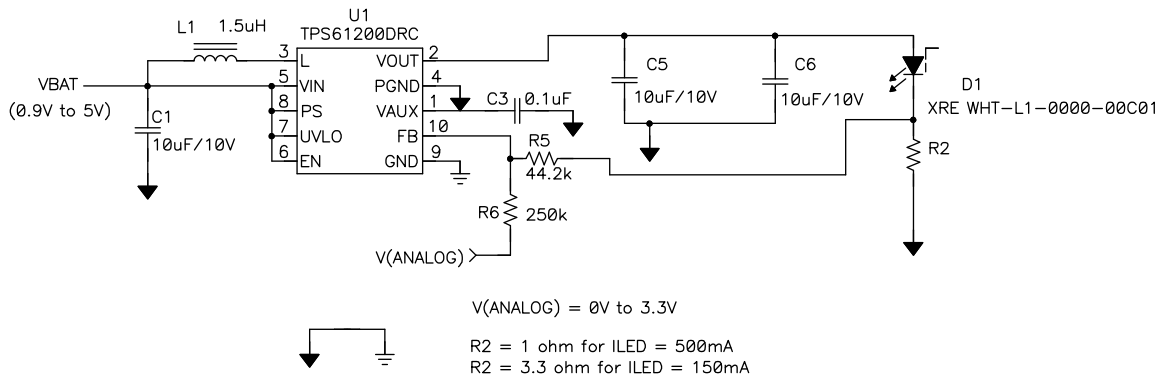 U1
TPS61200DRC
L1 1.5uH
3 L VOUT 2
5 VIN PGND 4
8 PS VAUX 1
7 UVLO FB 10
6 EN GND 9
VBAT
(0.9V to 5V)
C1
10uF/10V
C3 0.1uF
C5
10uF/10V
C6
10uF/10V
D1
XRE WHT-L1-0000-00C01
R5
44.2k
R2
R6 250k
V(ANALOG)
V(ANALOG) = 0V to 3.3V
R2 = 1 ohm for ILED = 500mA
R2 = 3.3 ohm for ILED = 150mA